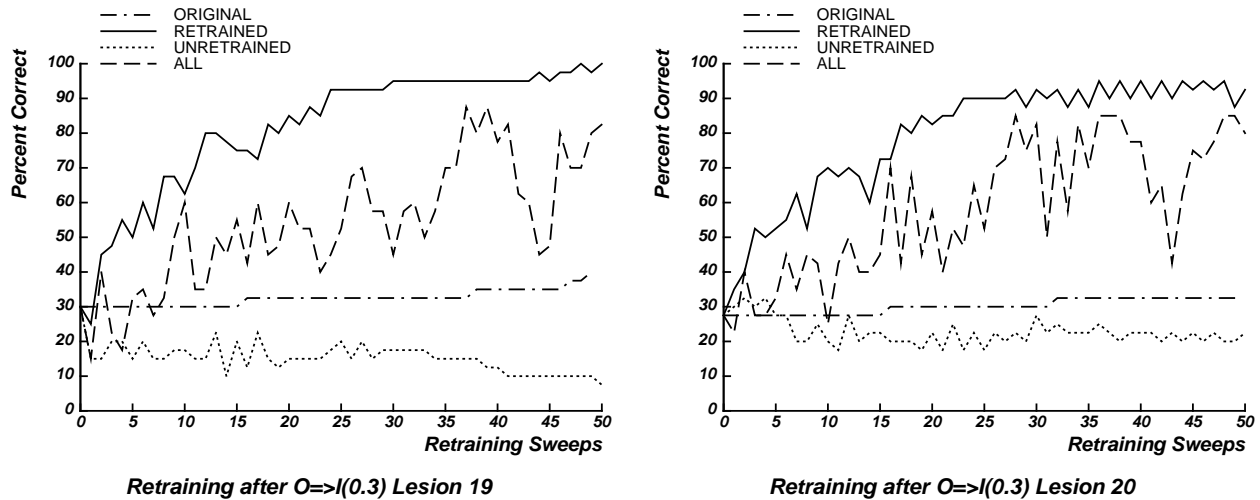 ORIGINAL
RETRAINED
UNRETRAINED
ALL
Percent Correct
100
90
80
70
60
50
40
30
20
10
0
0 5 10 15 20 25 30 35 40 45 50
Retraining Sweeps
Retraining after O=>I(0.3) Lesion 19
ORIGINAL
RETRAINED
UNRETRAINED
ALL
Percent Correct
100
90
80
70
60
50
40
30
20
10
0
0 5 10 15 20 25 30 35 40 45 50
Retraining Sweeps
Retraining after O=>I(0.3) Lesion 20